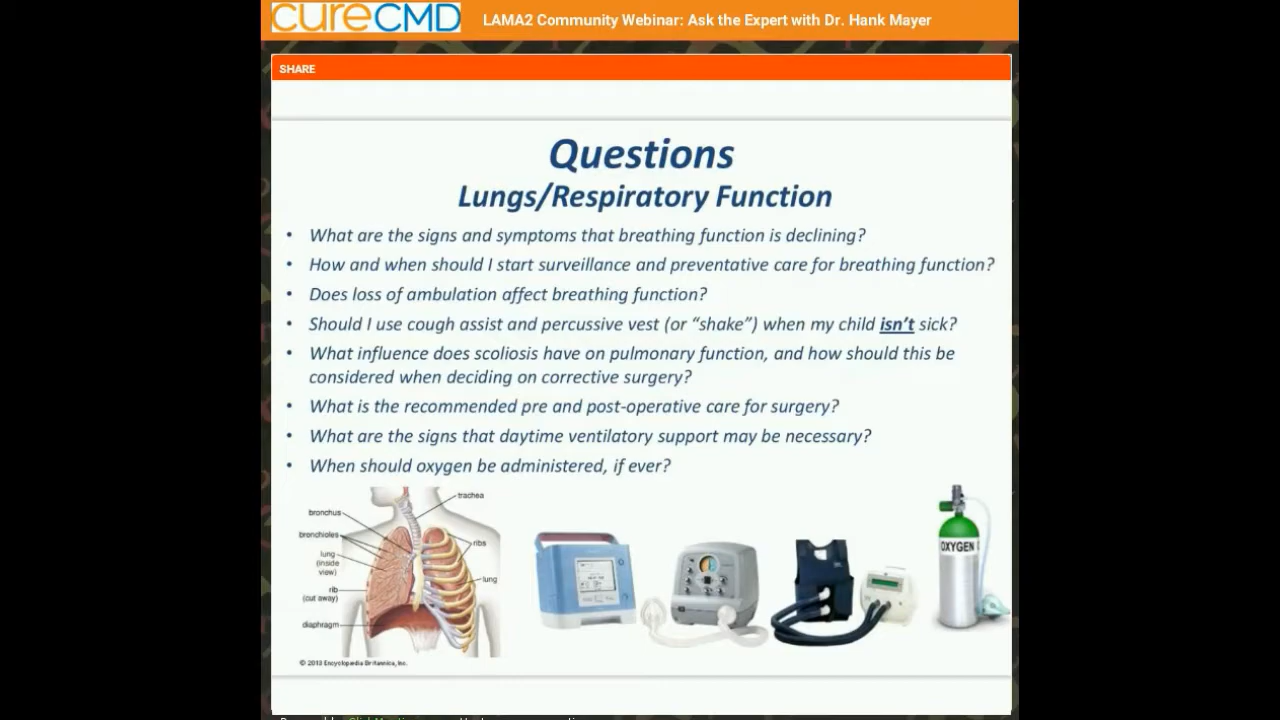 cureCMD
LAMA2 Community Webinar: Ask the Expert with Dr. Hank Mayer
SHARE
Questions
Lungs/Respiratory Function
• What are the signs and symptoms that breathing function is declining?
• How and when should I start surveillance and preventative care for breathing function?
• Does loss of ambulation affect breathing function?
• Should I use cough assist and percussive vest (or “shake”) when my child isn’t sick?
• What influence does scoliosis have on pulmonary function, and how should this be
considered when deciding on corrective surgery?
• What is the recommended pre and post-operative care for surgery?
• What are the signs that daytime ventilatory support may be necessary?
• When should oxygen be administered, if ever?
trachea
bronchus
bronchioles
ribs
lung
(inside
view)
lung
rib
(cut away)
diaphragm
© 2013 Encyclopædia Britannica, Inc.
OXYGEN